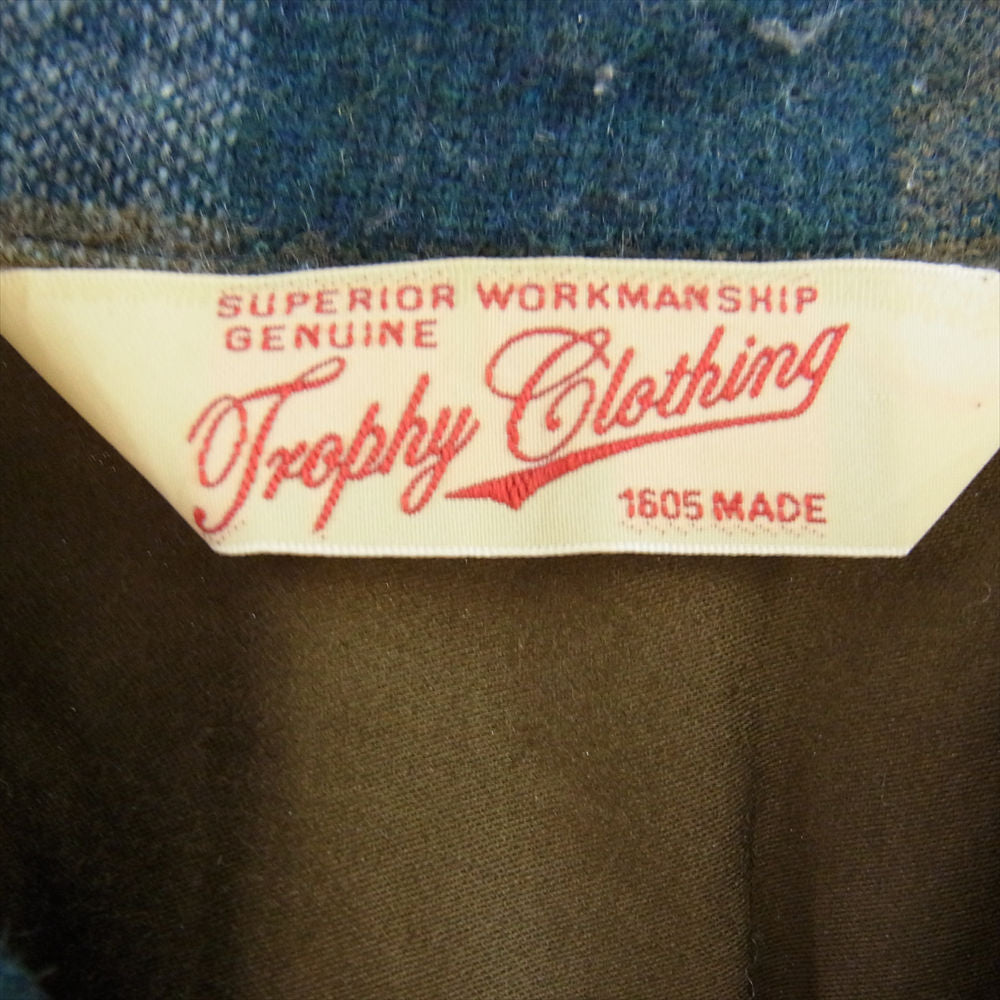 SUPERIOR WORKMANSHIP
GENUINE
Trophy Clothing
1605 MADE